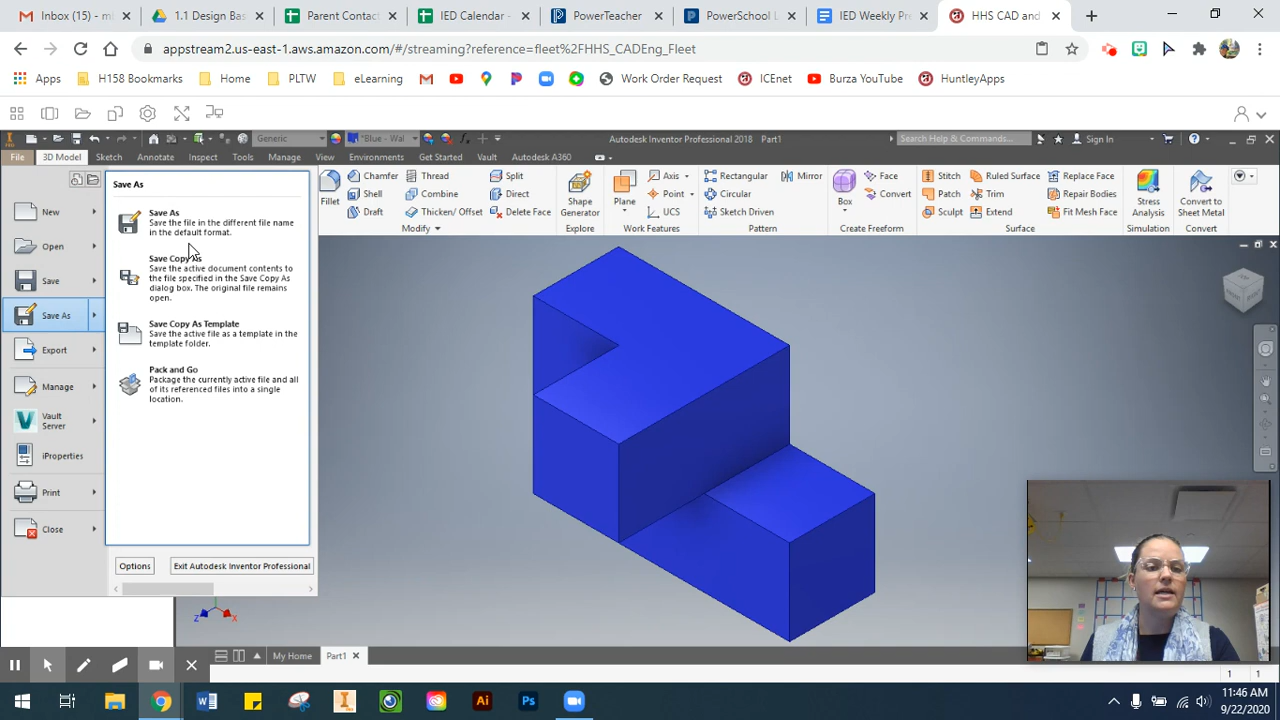 Inbox (15) - m
1.1 Design Bas
Parent Contac
IED Calendar -
PowerTeacher
PowerSchool L
IED Weekly Pr
HHS CAD and
appstream2.us-east-1.aws.amazon.com/#/streaming?reference=fleet%2FHHS_CADEng_Fleet
Apps
H158 Bookmarks
Home
PLTW
eLearning
Work Order Request
ICEnet
Burza YouTube
HuntleyApps
Generic
*Blue - Wal
Autodesk Inventor Professional 2018 Part1
Search Help & Commands...
Sign In
File
3D Model
Sketch
Annotate
Inspect
Tools
Manage
View
Environments
Get Started
Vault
Autodesk A360
Fillet
Chamfer
Shell
Draft
Thread
Combine
Thicken/ Offset
Split
Direct
Delete Face
Modify
Shape
Generator
Explore
Plane
Axis
Point
UCS
Work Features
Rectangular
Mirror
Circular
Sketch Driven
Pattern
Box
Face
Convert
Create Freeform
Stitch
Ruled Surface
Replace Face
Patch
Trim
Repair Bodies
Sculpt
Extend
Fit Mesh Face
Surface
Stress
Analysis
Simulation
Convert to
Sheet Metal
Convert
New
Open
Save
Save As
Export
Manage
Vault
Server
iProperties
Print
Close
Save As
Save As
Save the file in the different file name
in the default format.
Save Copy As
Save the active document contents to
the file specified in the Save Copy As
dialog box. The original file remains
open.
Save Copy As Template
Save the active file as a template in the
template folder.
Pack and Go
Package the currently active file and all
of its referenced files into a single
location.
Options
Exit Autodesk Inventor Professional
Z
X
My Home
Part1
1
1
11:46 AM
9/22/2020